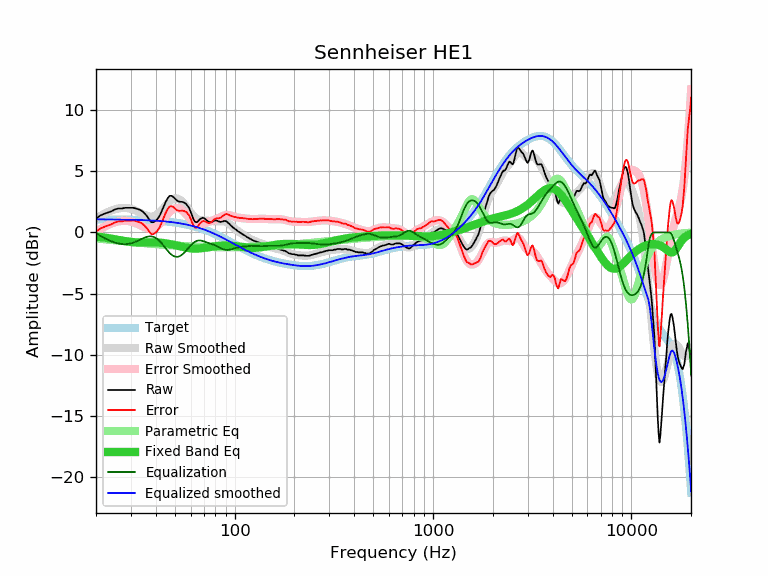 Sennheiser HE1
Amplitude (dBr)
10
5
0
−5
−10
−15
−20
Target
Raw Smoothed
Error Smoothed
Raw
Error
Parametric Eq
Fixed Band Eq
Equalization
Equalized smoothed
100 1000 10000
Frequency (Hz)